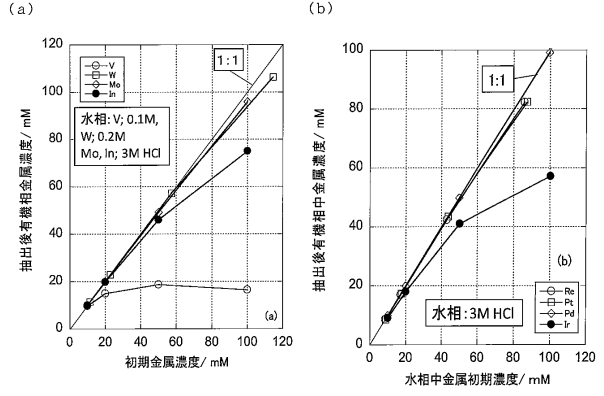 (a)
120
100
80
60
40
20
0
抽出後有機相金属濃度/ mM
V
W
Mo
In
1:1
水相: V; 0.1M,
W; 0.2M
Mo, In; 3M HCl
(a)
0 20 40 60 80 100 120
初期金属濃度/ mM
(b)
100
80
60
40
20
0
抽出後有機相中金属濃度/ mM
1:1
(b)
水相:3M HCl
Re
Pt
Pd
Ir
0 20 40 60 80 100 120
水相中金属初期濃度/ mM